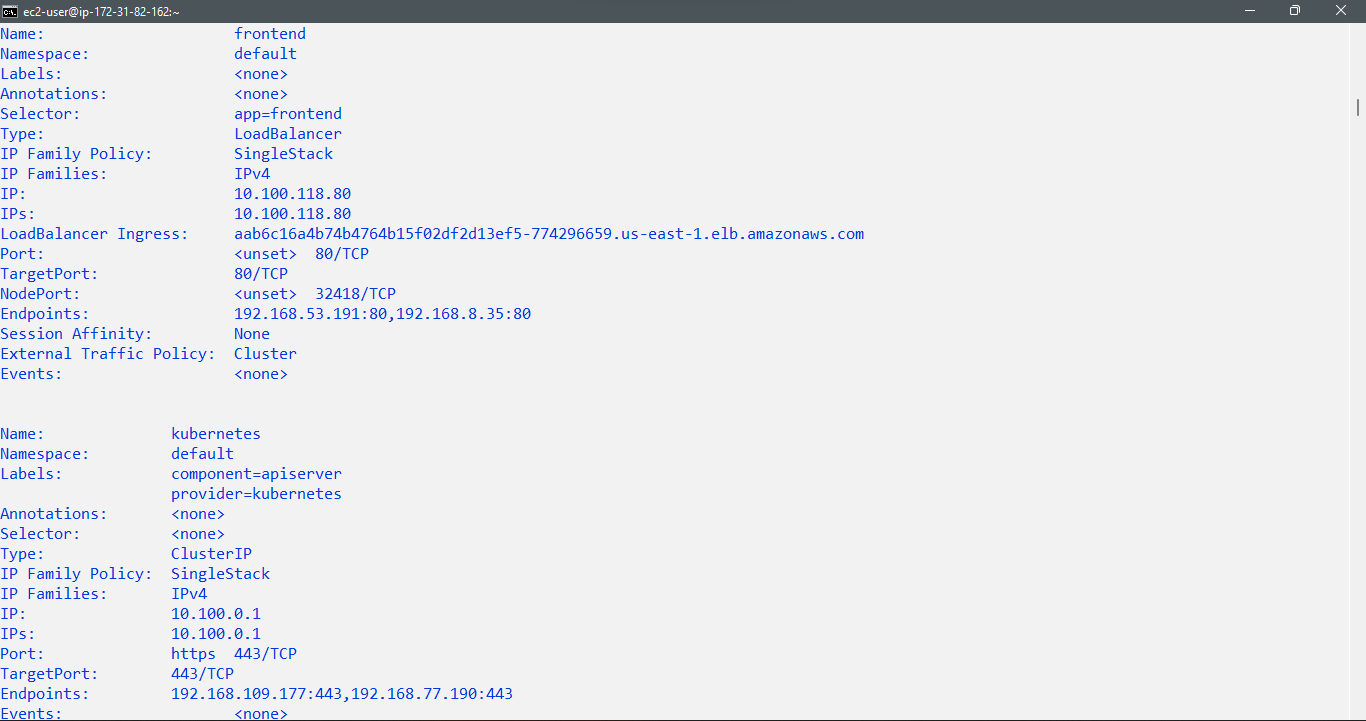 ec2-user@ip-172-31-82-162:~
Name:                     frontend
Namespace:                default
Labels:                   <none>
Annotations:              <none>
Selector:                 app=frontend
Type:                     LoadBalancer
IP Family Policy:         SingleStack
IP Families:              IPv4
IP:                       10.100.118.80
IPs:                      10.100.118.80
LoadBalancer Ingress:     aab6c16a4b74b4764b15f02df2d13ef5-774296659.us-east-1.elb.amazonaws.com
Port:                     <unset>  80/TCP
TargetPort:               80/TCP
NodePort:                 <unset>  32418/TCP
Endpoints:                192.168.53.191:80,192.168.8.35:80
Session Affinity:         None
External Traffic Policy:  Cluster
Events:                   <none>
Name:              kubernetes
Namespace:         default
Labels:            component=apiserver
                   provider=kubernetes
Annotations:       <none>
Selector:          <none>
Type:              ClusterIP
IP Family Policy:  SingleStack
IP Families:       IPv4
IP:                10.100.0.1
IPs:               10.100.0.1
Port:              https  443/TCP
TargetPort:        443/TCP
Endpoints:         192.168.109.177:443,192.168.77.190:443
Events:                   <none>